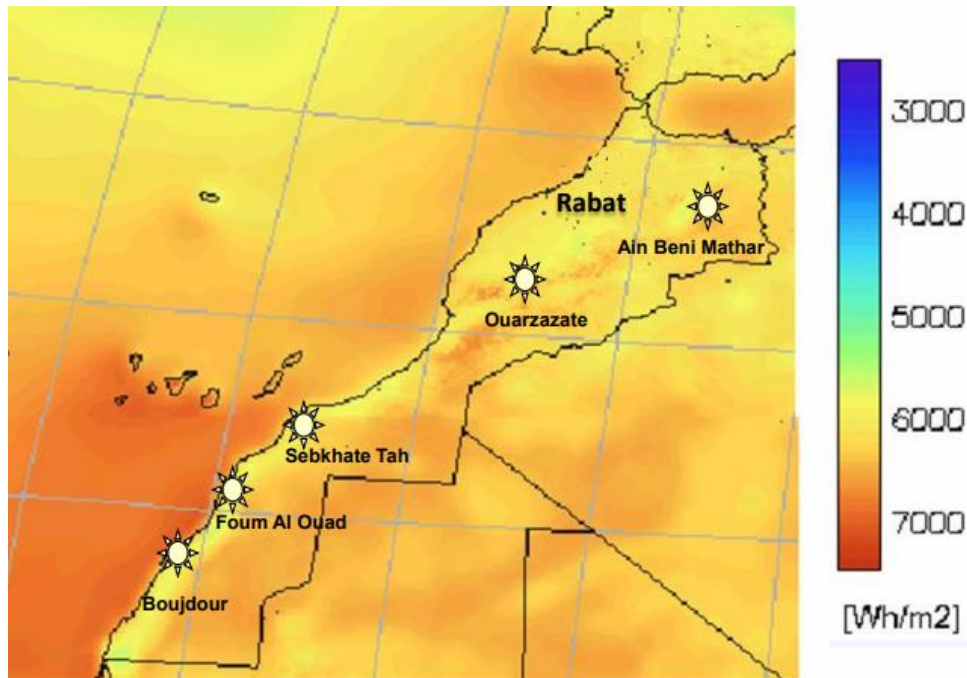 Rabat
Ain Beni Mathar
Ouarzazate
Sebkhate Tah
Foum Al Ouad
Boujdour
3000
4000
5000
6000
7000
[Wh/m2]